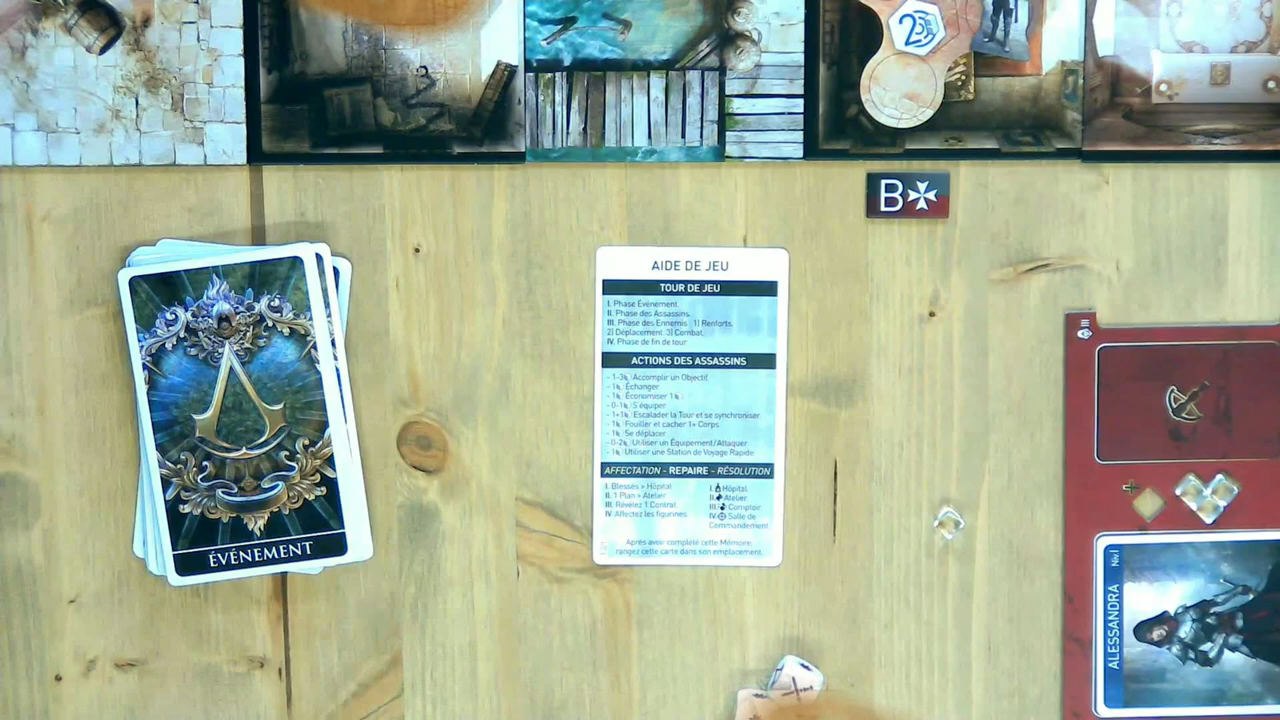 B
AIDE DE JEU
TOUR DE JEU
I. Phase Événement.
II. Phase des Assassins.
III. Phase des Ennemis 1) Renforts.
2) Déplacement 3) Combat.
IV. Phase de fin de tour
ACTIONS DES ASSASSINS
- 1-3 /Accomplir un Objectif.
- 1 /Échanger
- 1 /Économiser 1
- 0-1 /S'équiper
- 1+1 /Escalader la Tour et se synchroniser
- 1 /Fouiller et cacher 1+ Corps.
- 1 /Se déplacer
- 0-2 /Utiliser un Équipement/Attaquer
- 1 /Utiliser une Station de Voyage Rapide
AFFECTATION - REPAIRE - RÉSOLUTION
I. Blessés > Hôpital
II. 1 Plan > Atelier
III. Révélez 1 Contrat.
IV. Affectez les figurines
I. Hôpital
II. Atelier
III. Comptoir
IV. Salle de
Commandement
Après avoir complété cette Mémoire,
rangez cette carte dans son emplacement.
ÉVÉNEMENT
III
ALESSANDRA
Niv.I